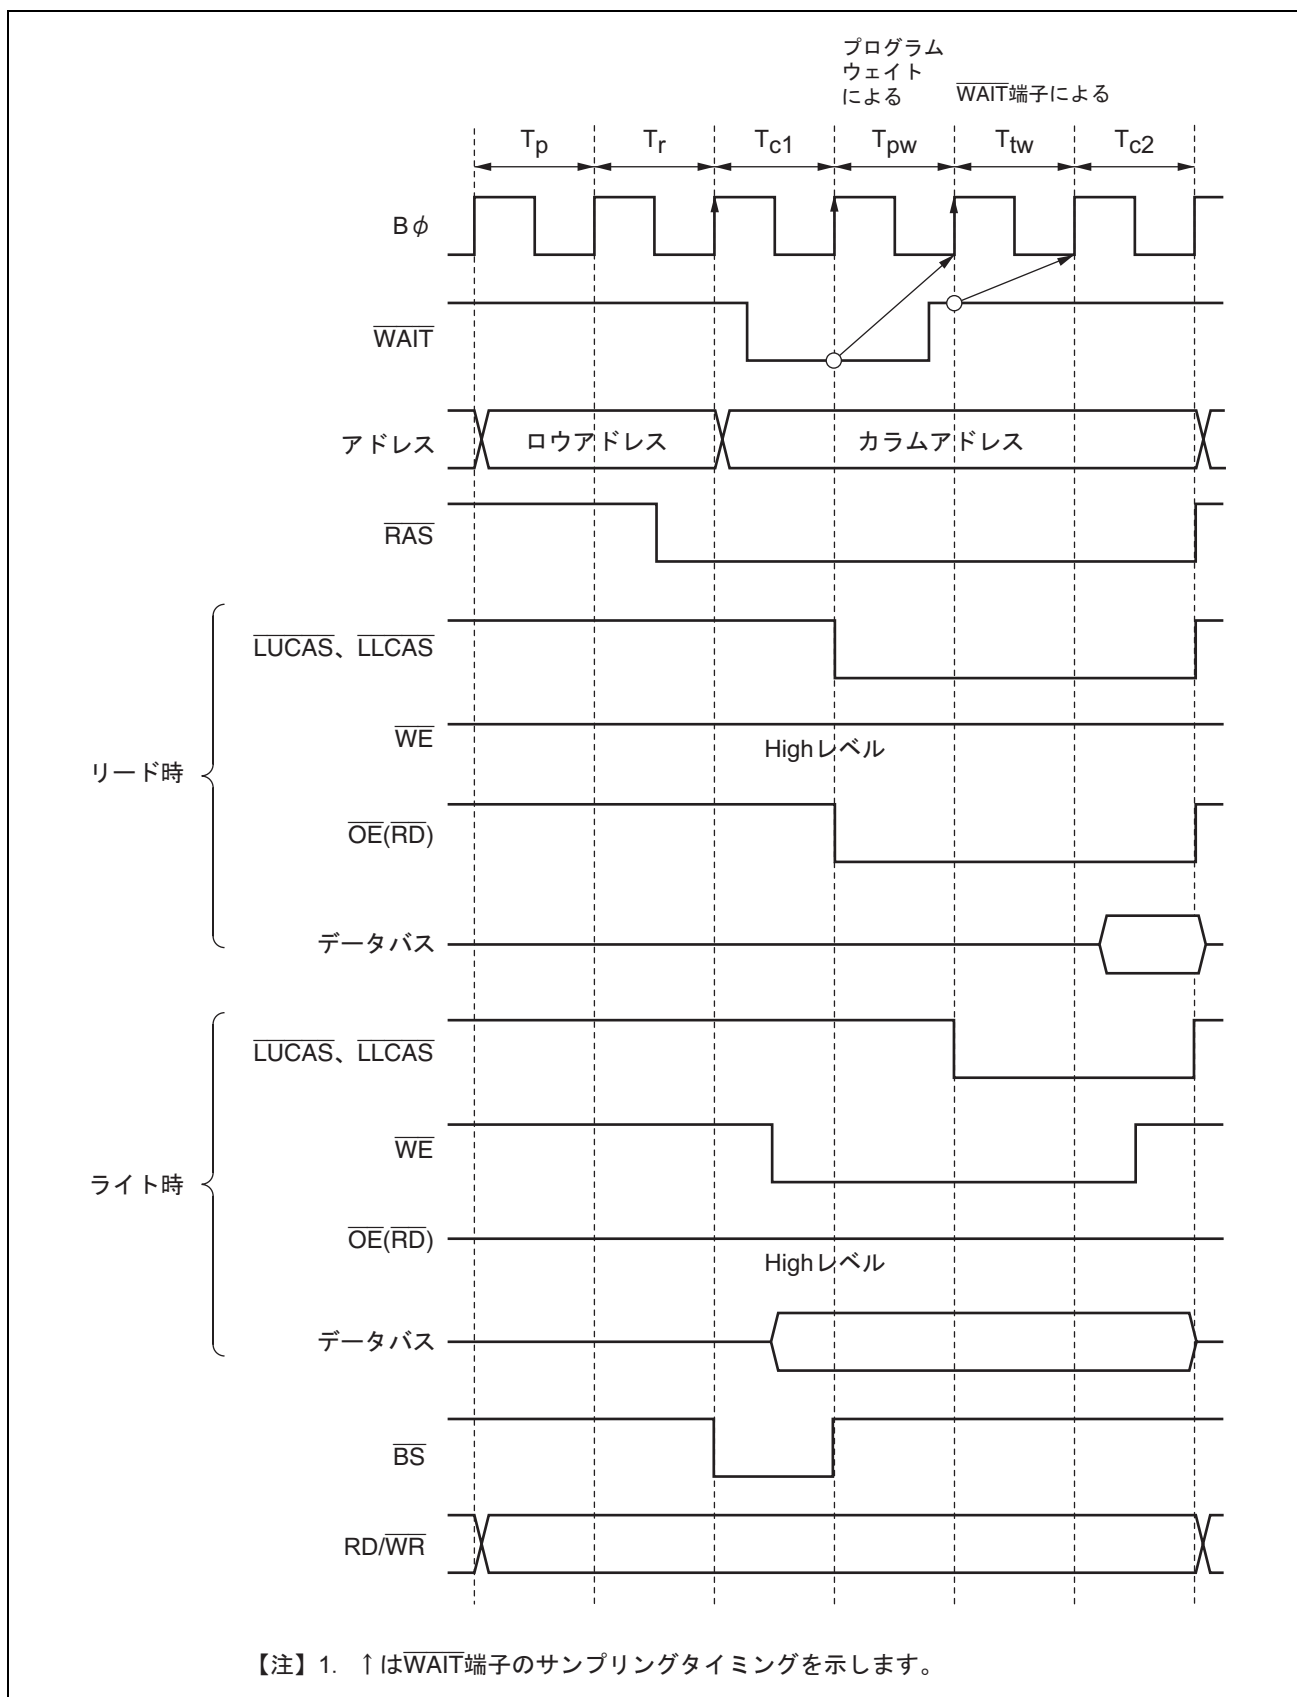 プログラム
ウェイト
による
WAIT端子による
Tp Tr Tc1 Tpw Ttw Tc2
Bφ
WAIT
アドレス ロウアドレス カラムアドレス
RAS
LUCAS、LLCAS
WE
Highレベル
リード時
OE(RD)
データバス
LUCAS、LLCAS
WE
ライト時
OE(RD)
Highレベル
データバス
BS
RD/WR
【注】1. ↑はWAIT端子のサンプリングタイミングを示します。